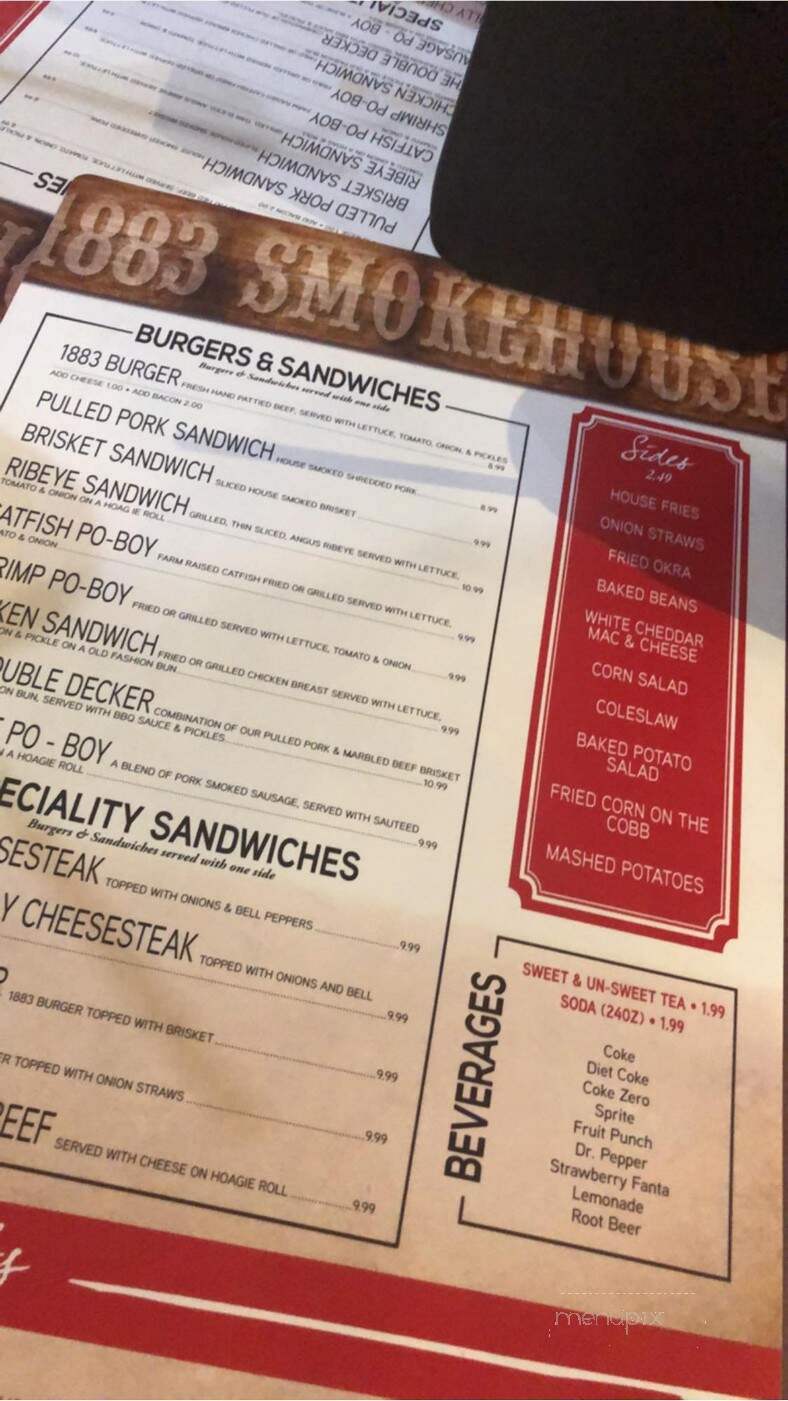 SPECIAL
PO - BOY
THE DOUBLE DECKER
CHICKEN SANDWICH
SHRIMP PO-BOY
CATFISH PO-BOY
RIBEYE SANDWICH
BRISKET SANDWICH
PULLED PORK SANDWICH
1883 SMOKEHOUSE
BURGERS & SANDWICHES
Burgers & Sandwiches served with one side
1883 BURGER FRESH HAND PATTIED BEEF, SERVED WITH LETTUCE, TOMATO, ONION, & PICKLES
ADD CHEESE 1.00 • ADD BACON 2.00 8.99
PULLED PORK SANDWICH HOUSE SMOKED SHREDDED PORK 8.99
BRISKET SANDWICH SLICED HOUSE SMOKED BRISKET 9.99
RIBEYE SANDWICH GRILLED, THIN SLICED, ANGUS RIBEYE SERVED WITH LETTUCE,
TOMATO & ONION ON A HOAG IE ROLL 10.99
CATFISH PO-BOY FARM RAISED CATFISH FRIED OR GRILLED SERVED WITH LETTUCE,
ATO & ONION 9.99
RIMP PO-BOY FRIED OR GRILLED SERVED WITH LETTUCE, TOMATO & ONION 9.99
KEN SANDWICH FRIED OR GRILLED CHICKEN BREAST SERVED WITH LETTUCE,
ON & PICKLE ON A OLD FASHION BUN 9.99
OUBLE DECKER COMBINATION OF OUR PULLED PORK & MARBLED BEEF BRISKET
ON BUN, SERVED WITH BBQ SAUCE & PICKLES 10.99
PO - BOY A BLEND OF PORK SMOKED SAUSAGE, SERVED WITH SAUTEED
N A HOAGIE ROLL 9.99
ECIALITY SANDWICHES
Burgers & Sandwiches served with one side
SESTEAK TOPPED WITH ONIONS & BELL PEPPERS 9.99
Y CHEESESTEAK TOPPED WITH ONIONS AND BELL
9.99
R 1883 BURGER TOPPED WITH BRISKET 9.99
ER TOPPED WITH ONION STRAWS 9.99
BEEF SERVED WITH CHEESE ON HOAGIE ROLL 9.99
Sides
2.49
HOUSE FRIES
ONION STRAWS
FRIED OKRA
BAKED BEANS
WHITE CHEDDAR
MAC & CHEESE
CORN SALAD
COLESLAW
BAKED POTATO
SALAD
FRIED CORN ON THE
COBB
MASHED POTATOES
BEVERAGES
SWEET & UN-SWEET TEA • 1.99
SODA (24OZ) • 1.99
Coke
Diet Coke
Coke Zero
Sprite
Fruit Punch
Dr. Pepper
Strawberry Fanta
Lemonade
Root Beer
menupix